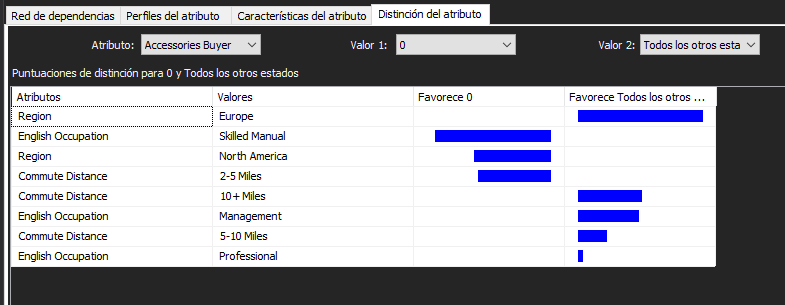 Red de dependencias Perfiles del atributo Características del atributo Distinción del atributo
Atributo: Accessories Buyer Valor 1: 0 Valor 2: Todos los otros esta
Puntuaciones de distinción para 0 y Todos los otros estados
Atributos Valores Favorece 0 Favorece Todos los otros ...
Region Europe
English Occupation Skilled Manual
Region North America
Commute Distance 2-5 Miles
Commute Distance 10+ Miles
English Occupation Management
Commute Distance 5-10 Miles
English Occupation Professional